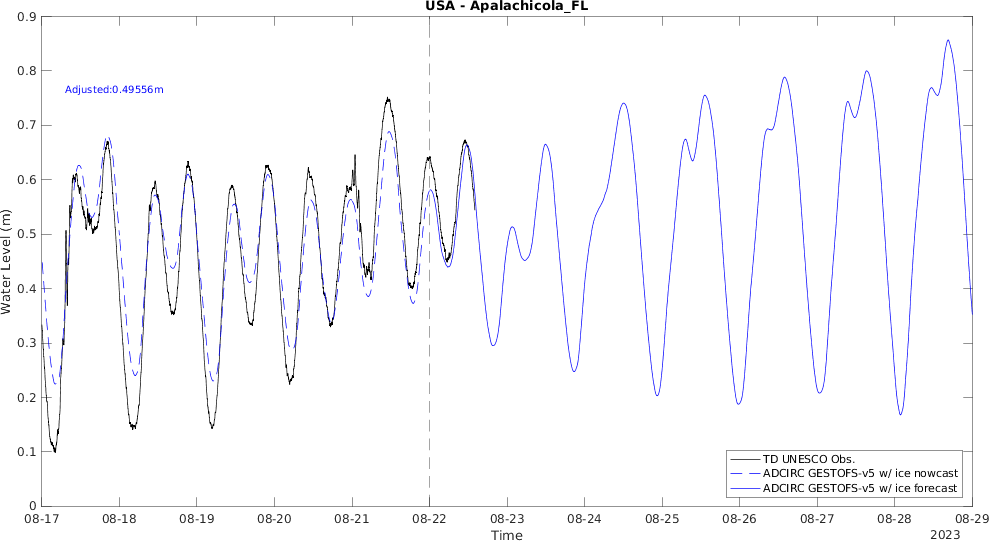 USA - Apalachicola_FL
0.9
0.8
0.7
0.6
0.5
0.4
0.3
0.2
0.1
0
Water Level (m)
Adjusted:0.49556m
TD UNESCO Obs.
ADCIRC GESTOFS-v5 w/ ice nowcast
ADCIRC GESTOFS-v5 w/ ice forecast
08-17 08-18 08-19 08-20 08-21 08-22 08-23 08-24 08-25 08-26 08-27 08-28 08-29
Time
2023